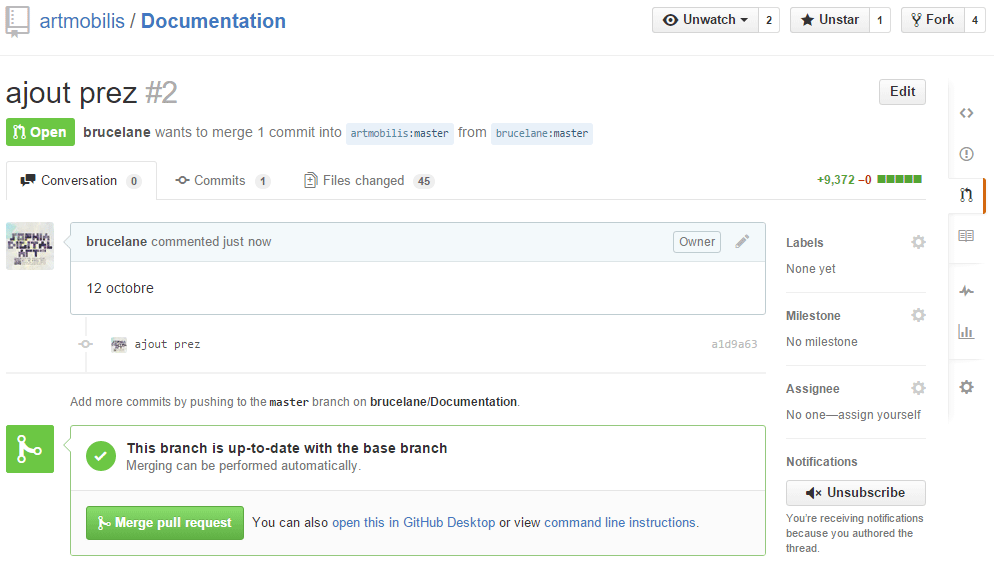 artmobilis / Documentation
Unwatch 2
Unstar 1
Fork 4
ajout prez #2
Edit
Open brucelane wants to merge 1 commit into artmobilis:master from brucelane:master
Conversation 0
Commits 1
Files changed 45
+9,372 −0
SOPHIA
DIGITAL
ART
brucelane commented just now
Owner
12 octobre
ajout prez
a1d9a63
Add more commits by pushing to the master branch on brucelane/Documentation.
This branch is up-to-date with the base branch
Merging can be performed automatically.
Merge pull request
You can also open this in GitHub Desktop or view command line instructions.
Labels
None yet
Milestone
No milestone
Assignee
No one—assign yourself
Notifications
Unsubscribe
You're receiving notifications
because you authored the
thread.